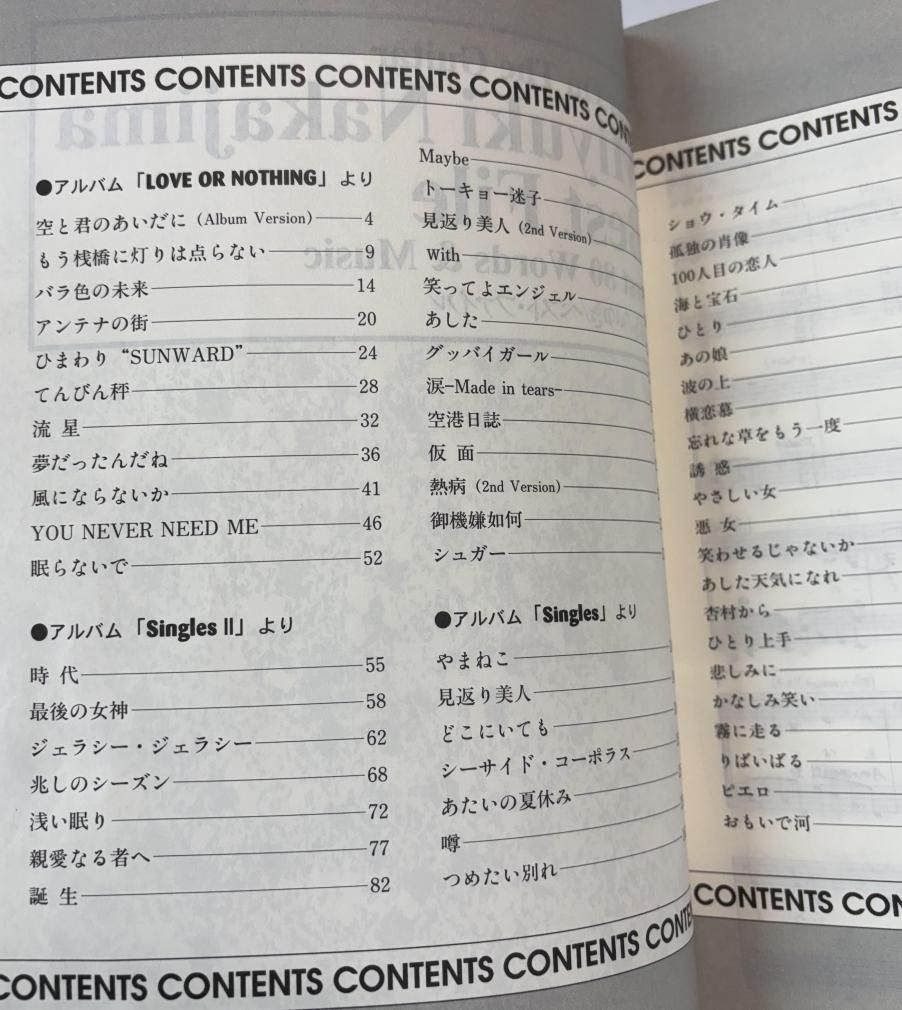 CONTENTS CONTENTS CONTENTS CONTENTS CONT
●アルバム「LOVE OR NOTHING」より
空と君のあいだに (Album Version) 4
もう桟橋に灯りは点らない 9
バラ色の未来 14
アンテナの街 20
ひまわり “SUNWARD” 24
てんびん秤 28
流 星 32
夢だったんだね 36
風にならないか 41
YOU NEVER NEED ME 46
眠らないで 52
●アルバム「Singles II」より
時 代 55
最後の女神 58
ジェラシー・ジェラシー 62
兆しのシーズン 68
浅い眠り 72
親愛なる者へ 77
誕 生 82
Maybe
トーキョー迷子
見返り美人 (2nd Version)
With
笑ってよエンジェル
あした
グッバイガール
涙−Made in tears−
空港日誌
仮 面
熱病 (2nd Version)
御機嫌如何
シュガー
●アルバム「Singles」より
やまねこ
見返り美人
どこにいても
シーサイド・コーポラス
あたいの夏休み
噂
つめたい別れ
CONTENTS CONTENTS CONTENTS CONTENTS CONTE
CONTENTS CONTENTS
ショウ・タイム
孤独の肖像
100人目の恋人
海と宝石
ひとり
あの娘
波の上
横恋慕
忘れな草をもう一度
誘 惑
やさしい女
悪 女
笑わせるじゃないか
あした天気になれ
杏村から
ひとり上手
悲しみに
かなしみ笑い
霧に走る
りばいばる
ピエロ
おもいで河
CONTENTS CON